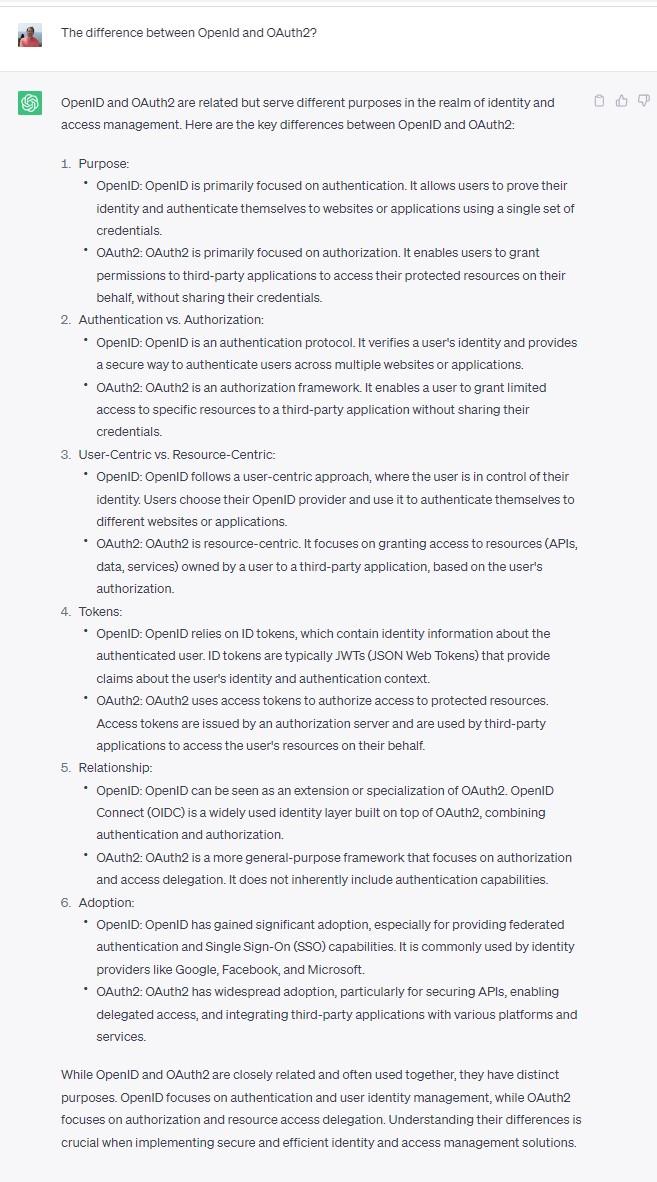 The difference between OpenId and OAuth2?
OpenID and OAuth2 are related but serve different purposes in the realm of identity and
access management. Here are the key differences between OpenID and OAuth2:
1. Purpose:
• OpenID: OpenID is primarily focused on authentication. It allows users to prove their
identity and authenticate themselves to websites or applications using a single set of
credentials.
• OAuth2: OAuth2 is primarily focused on authorization. It enables users to grant
permissions to third-party applications to access their protected resources on their
behalf, without sharing their credentials.
2. Authentication vs. Authorization:
• OpenID: OpenID is an authentication protocol. It verifies a user's identity and provides
a secure way to authenticate users across multiple websites or applications.
• OAuth2: OAuth2 is an authorization framework. It enables a user to grant limited
access to specific resources to a third-party application without sharing their
credentials.
3. User-Centric vs. Resource-Centric:
• OpenID: OpenID follows a user-centric approach, where the user is in control of their
identity. Users choose their OpenID provider and use it to authenticate themselves to
different websites or applications.
• OAuth2: OAuth2 is resource-centric. It focuses on granting access to resources (APIs,
data, services) owned by a user to a third-party application, based on the user's
authorization.
4. Tokens:
• OpenID: OpenID relies on ID tokens, which contain identity information about the
authenticated user. ID tokens are typically JWTs (JSON Web Tokens) that provide
claims about the user's identity and authentication context.
• OAuth2: OAuth2 uses access tokens to authorize access to protected resources.
Access tokens are issued by an authorization server and are used by third-party
applications to access the user's resources on their behalf.
5. Relationship:
• OpenID: OpenID can be seen as an extension or specialization of OAuth2. OpenID
Connect (OIDC) is a widely used identity layer built on top of OAuth2, combining
authentication and authorization.
• OAuth2: OAuth2 is a more general-purpose framework that focuses on authorization
and access delegation. It does not inherently include authentication capabilities.
6. Adoption:
• OpenID: OpenID has gained significant adoption, especially for providing federated
authentication and Single Sign-On (SSO) capabilities. It is commonly used by identity
providers like Google, Facebook, and Microsoft.
• OAuth2: OAuth2 has widespread adoption, particularly for securing APIs, enabling
delegated access, and integrating third-party applications with various platforms and
services.
While OpenID and OAuth2 are closely related and often used together, they have distinct
purposes. OpenID focuses on authentication and user identity management, while OAuth2
focuses on authorization and resource access delegation. Understanding their differences is
crucial when implementing secure and efficient identity and access management solutions.